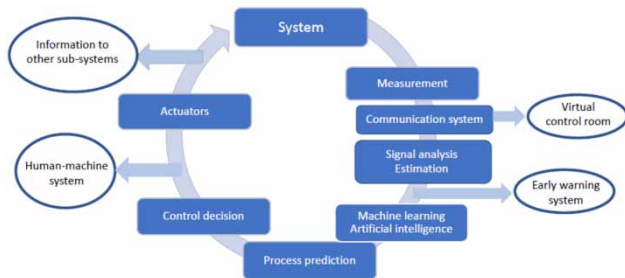 System
Information to
other sub-systems
Measurement
Actuators
Communication system
Virtual
control room
Signal analysis
Estimation
Human-machine
system
Early warning
system
Control decision
Machine learning
Artificial intelligence
Process prediction